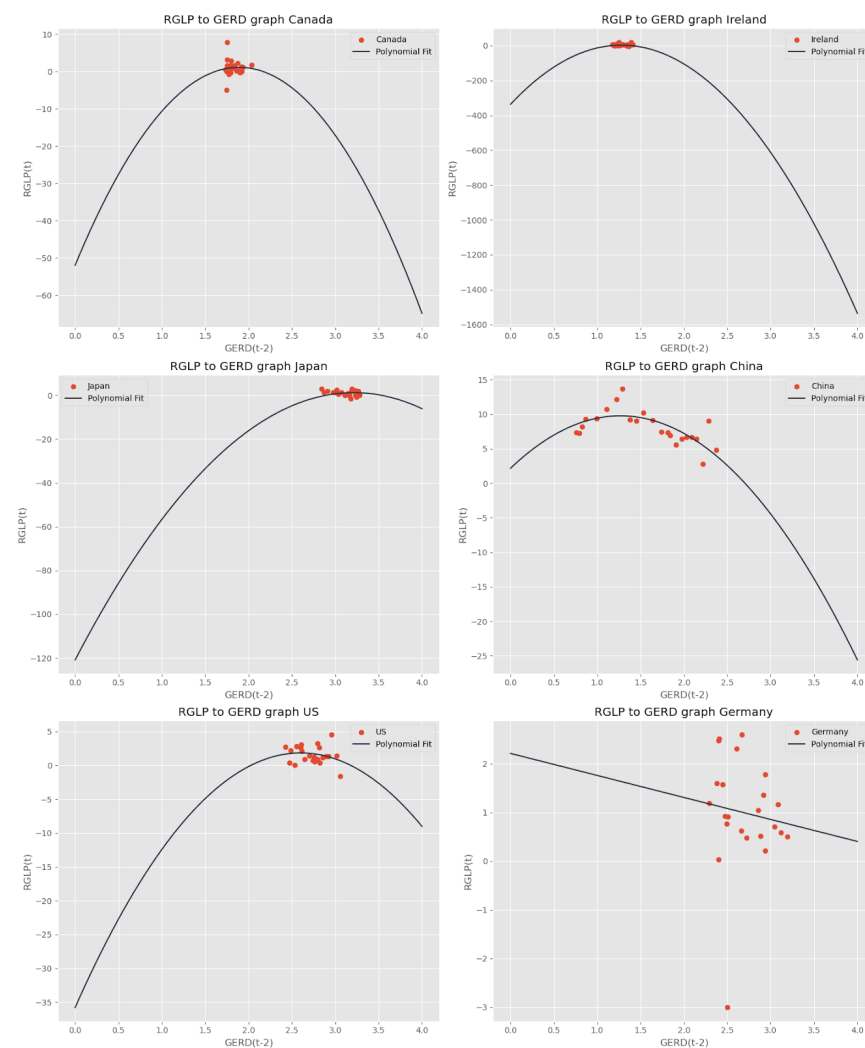 RGLP to GERD graph Canada
10
0
−10
−20
−30
−40
−50
−60
RGLP(t)
0.0 0.5 1.0 1.5 2.0 2.5 3.0 3.5 4.0
GERD(t-2)
Canada
Polynomial Fit
RGLP to GERD graph Ireland
0
−200
−400
−600
−800
−1000
−1200
−1400
−1600
RGLP(t)
0.0 0.5 1.0 1.5 2.0 2.5 3.0 3.5 4.0
GERD(t-2)
Ireland
Polynomial Fit
RGLP to GERD graph Japan
0
−20
−40
−60
−80
−100
−120
RGLP(t)
0.0 0.5 1.0 1.5 2.0 2.5 3.0 3.5 4.0
GERD(t-2)
Japan
Polynomial Fit
RGLP to GERD graph China
15
10
5
0
−5
−10
−15
−20
−25
RGLP(t)
0.0 0.5 1.0 1.5 2.0 2.5 3.0 3.5 4.0
GERD(t-2)
China
Polynomial Fit
RGLP to GERD graph US
5
0
−5
−10
−15
−20
−25
−30
−35
RGLP(t)
0.0 0.5 1.0 1.5 2.0 2.5 3.0 3.5 4.0
GERD(t-2)
US
Polynomial Fit
RGLP to GERD graph Germany
2
1
0
−1
−2
−3
RGLP(t)
0.0 0.5 1.0 1.5 2.0 2.5 3.0 3.5 4.0
GERD(t-2)
Germany
Polynomial Fit